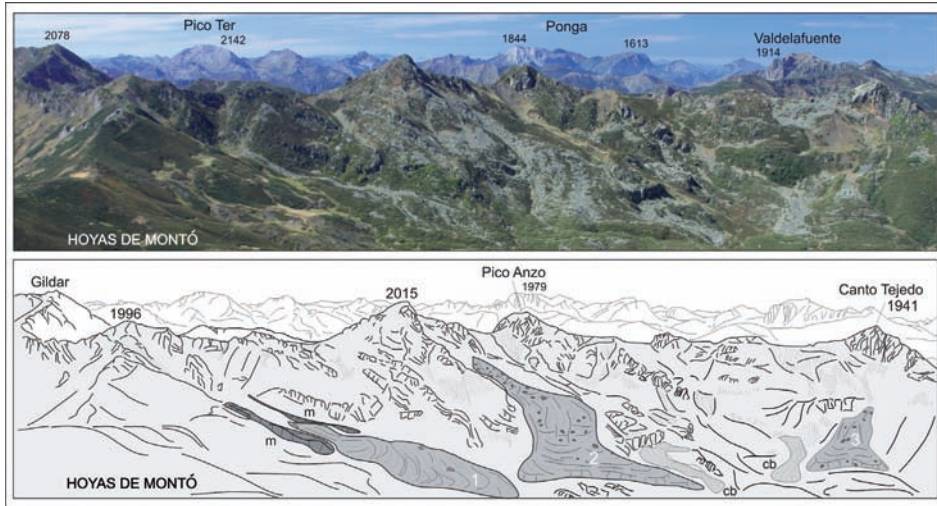 Pico Ter
Ponga
2078
2142
1844
1613
Valdelafuente
1914
HOYAS DE MONTÓ
Pico Anzo
Gildar
2015
1979
Canto Tejedo
1996
1941
m
m
3
2
cb
1
cb
HOYAS DE MONTÓ